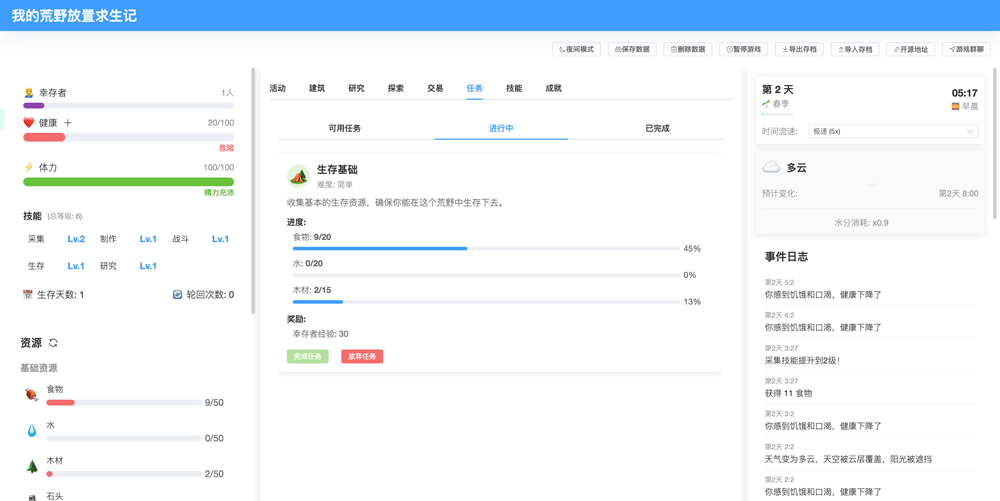 我的荒野放置求生记
夜间模式 保存数据 删除数据 暂停游戏 导出存档 导入存档 开源地址 游戏群聊
幸存者 1人
健康 20/100
危险
体力 100/100
精力充沛
技能 (总等级: 6)
采集 Lv.2 制作 Lv.1 战斗 Lv.1
生存 Lv.1 研究 Lv.1
生存天数: 1 轮回次数: 0
资源
基础资源
食物
9/50
水
0/50
木材
2/50
石头
活动 建筑 研究 探索 交易 任务 技能 成就
可用任务 进行中 已完成
生存基础
难度: 简单
收集基本的生存资源，确保你能在这个荒野中生存下去。
进度:
食物: 9/20
45%
水: 0/20
0%
木材: 2/15
13%
奖励:
幸存者经验: 30
完成任务 放弃任务
第 2 天 05:17
春季 早晨
时间流速: 极速 (5x)
多云
预计变化: 第2天 8:00
水分消耗: x0.9
事件日志
第2天 5:2
你感到饥饿和口渴，健康下降了
第2天 4:2
你感到饥饿和口渴，健康下降了
第2天 3:27
采集技能提升到2级！
第2天 3:27
获得 11 食物
第2天 3:2
你感到饥饿和口渴，健康下降了
第2天 2:2
天气变为多云，天空被云层覆盖，阳光被遮挡
第2天 2:2
你感到饥饿和口渴，健康下降了